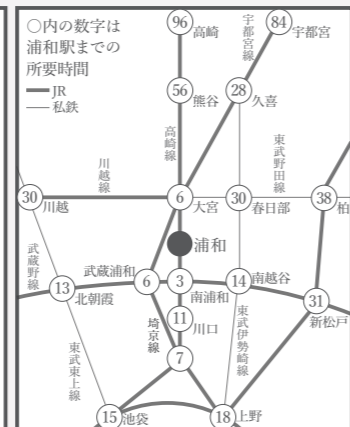 ○内の数字は
浦和駅までの
所要時間
JR
私鉄
96
高崎
宇都宮線
84
宇都宮
56
熊谷
28
久喜
高崎線
東武野田線
川越線
30
川越
6
大宮
30
春日部
38
柏
浦和
武蔵野線
武蔵浦和
13
北朝霞
6
3
南浦和
14
南越谷
31
新松戸
埼京線
11
川口
東武伊勢崎線
東武東上線
7
15
池袋
18
上野